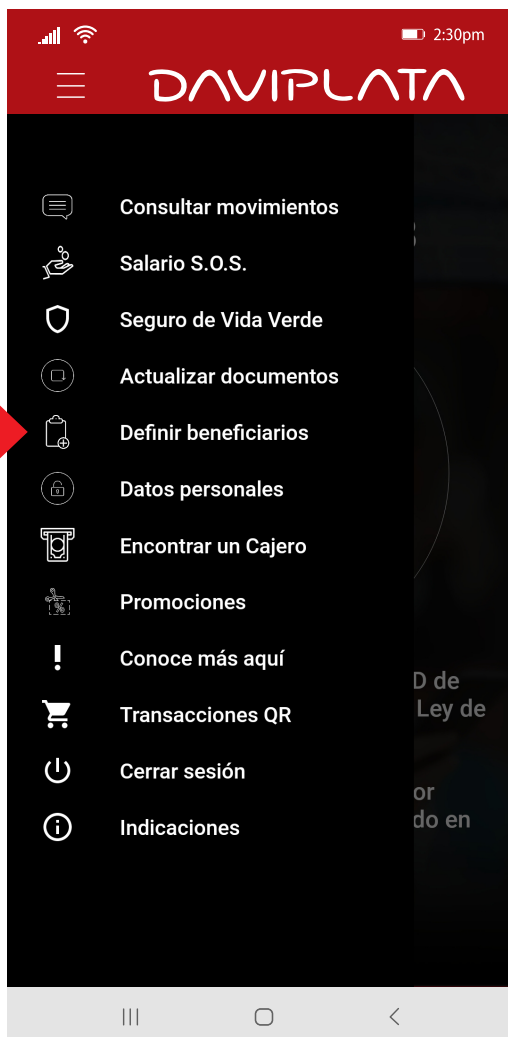 2:30pm
DAVIPLATA
Consultar movimientos
Salario S.O.S.
Seguro de Vida Verde
Actualizar documentos
Definir beneficiarios
Datos personales
Encontrar un Cajero
Promociones
%
Conoce más aquí
D de
Transacciones QR
Ley de
Cerrar sesión
or
Indicaciones
do en